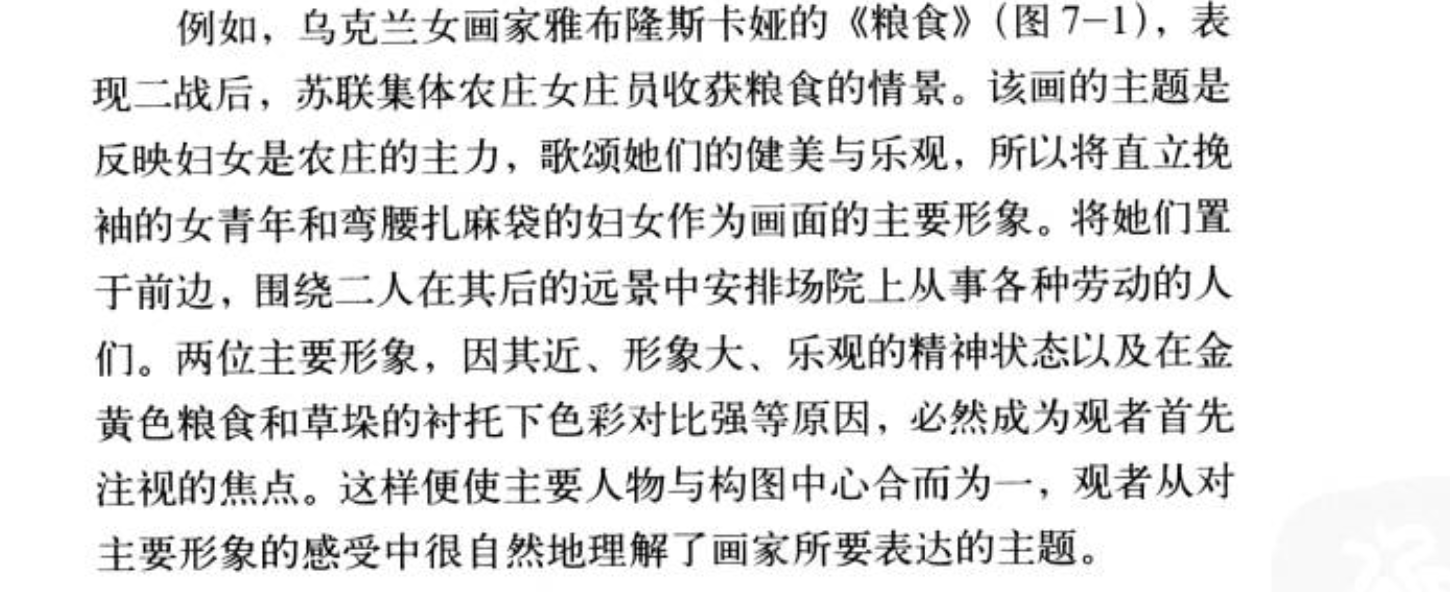 例如，乌克兰女画家雅布隆斯卡娅的《粮食》（图 7-1），表
现二战后，苏联集体农庄女庄员收获粮食的情景。该画的主题是
反映妇女是农庄的主力，歌颂她们的健美与乐观，所以将直立挽
袖的女青年和弯腰扎麻袋的妇女作为画面的主要形象。将她们置
于前边，围绕二人在其后的远景中安排场院上从事各种劳动的人
们。两位主要形象，因其近、形象大、乐观的精神状态以及在金
黄色粮食和草垛的衬托下色彩对比强等原因，必然成为观者首先
注视的焦点。这样便使主要人物与构图中心合而为一，观者从对
主要形象的感受中很自然地理解了画家所要表达的主题。